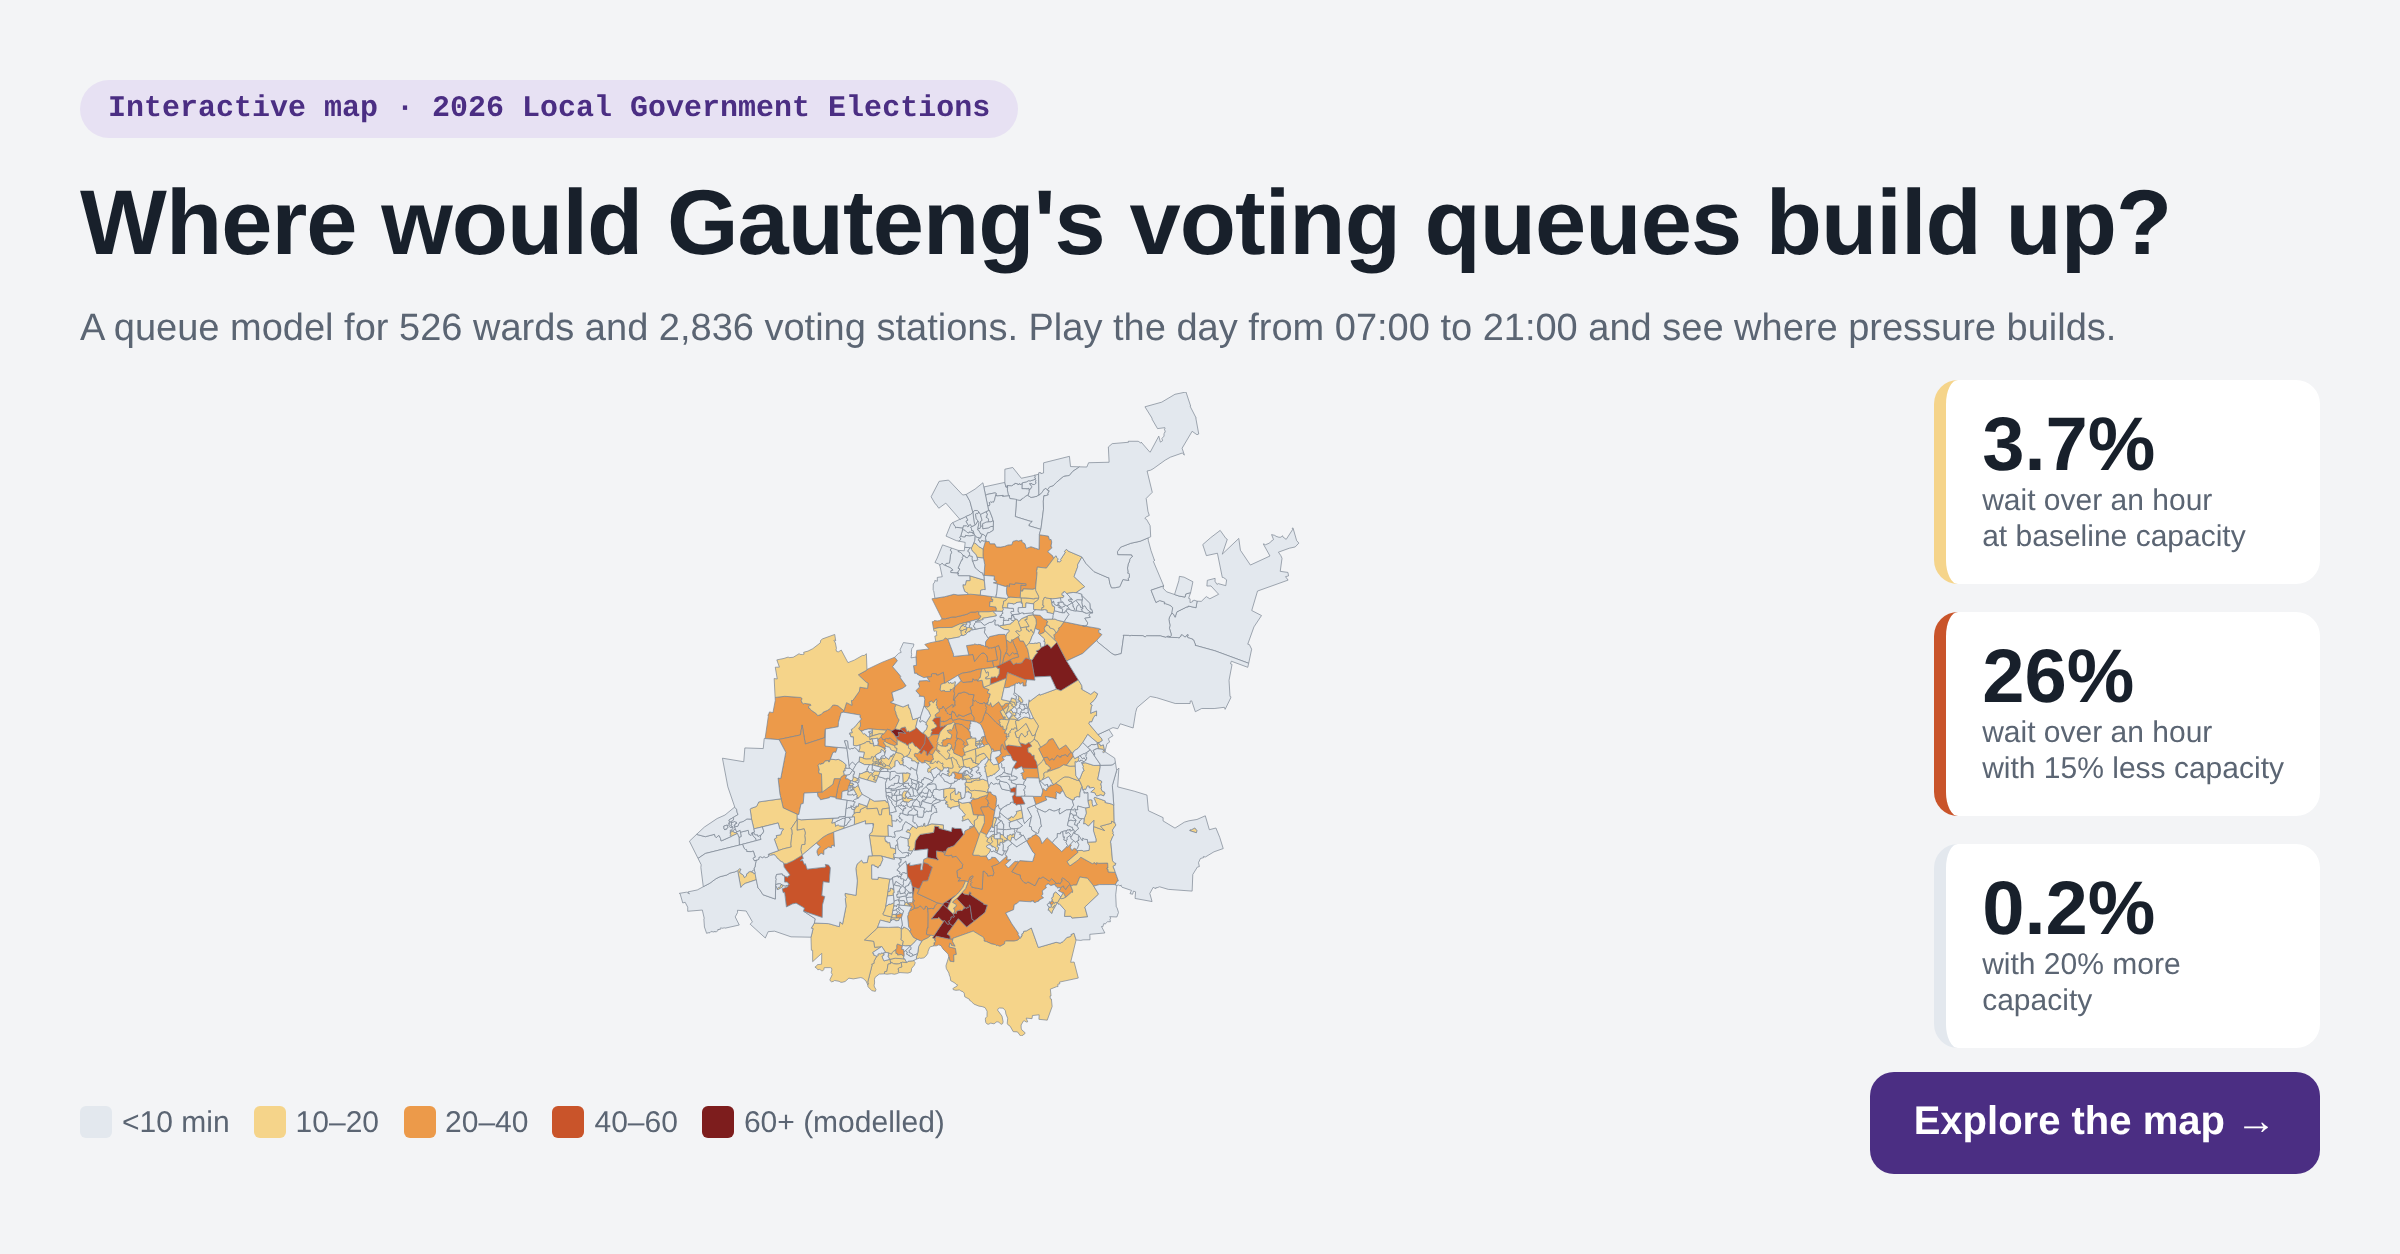 Interactive map · 2026 Local Government Elections
Where would Gauteng's voting queues build up?
A queue model for 526 wards and 2,836 voting stations. Play the day from 07:00 to 21:00 and see where pressure builds.
3.7%
wait over an hour
at baseline capacity
26%
wait over an hour
with 15% less capacity
0.2%
with 20% more
capacity
<10 min 10–20 20–40 40–60 60+ (modelled)
Explore the map →